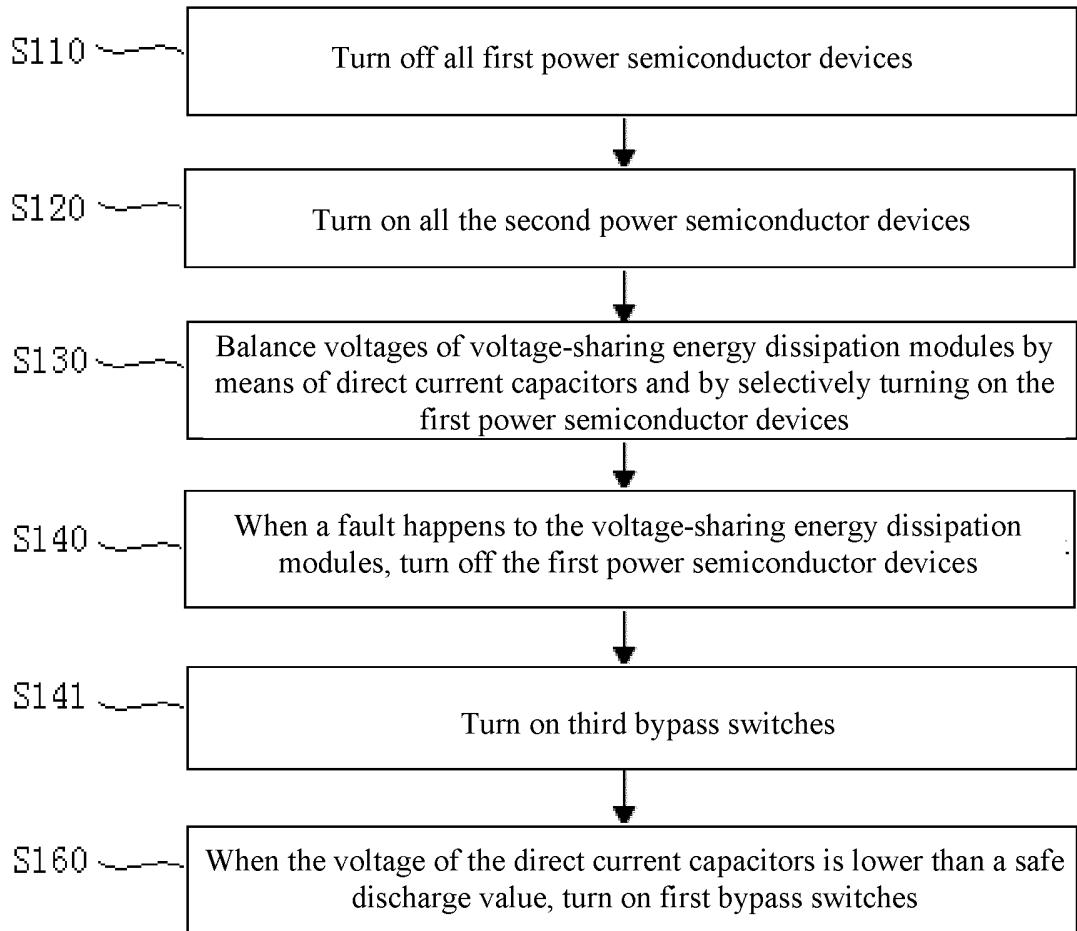 S110
Turn off all first power semiconductor devices
S120
Turn on all the second power semiconductor devices
S130
Balance voltages of voltage-sharing energy dissipation modules by
means of direct current capacitors and by selectively turning on the
first power semiconductor devices
S140
When a fault happens to the voltage-sharing energy dissipation
modules, turn off the first power semiconductor devices
S141
Turn on third bypass switches
S160
When the voltage of the direct current capacitors is lower than a safe
discharge value, turn on first bypass switches